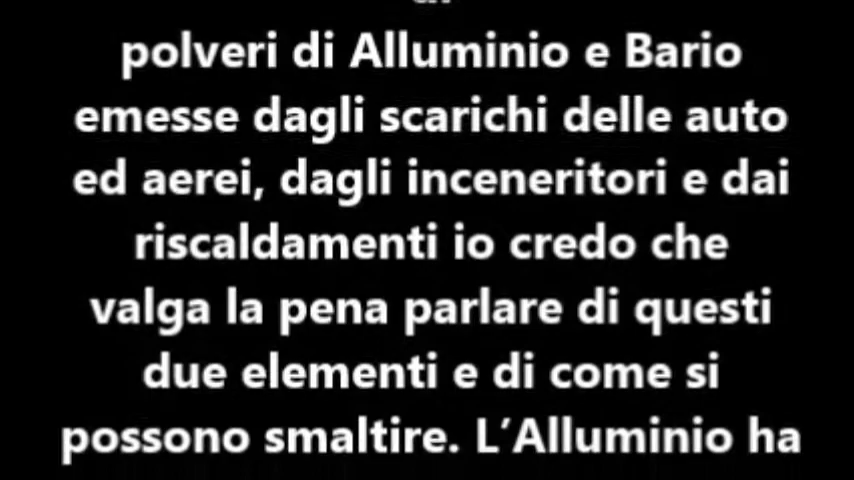 polveri di Alluminio e Bario
emesse dagli scarichi delle auto
ed aerei, dagli inceneritori e dai
riscaldamenti io credo che
valga la pena parlare di questi
due elementi e di come si
possono smaltire. L’Alluminio ha